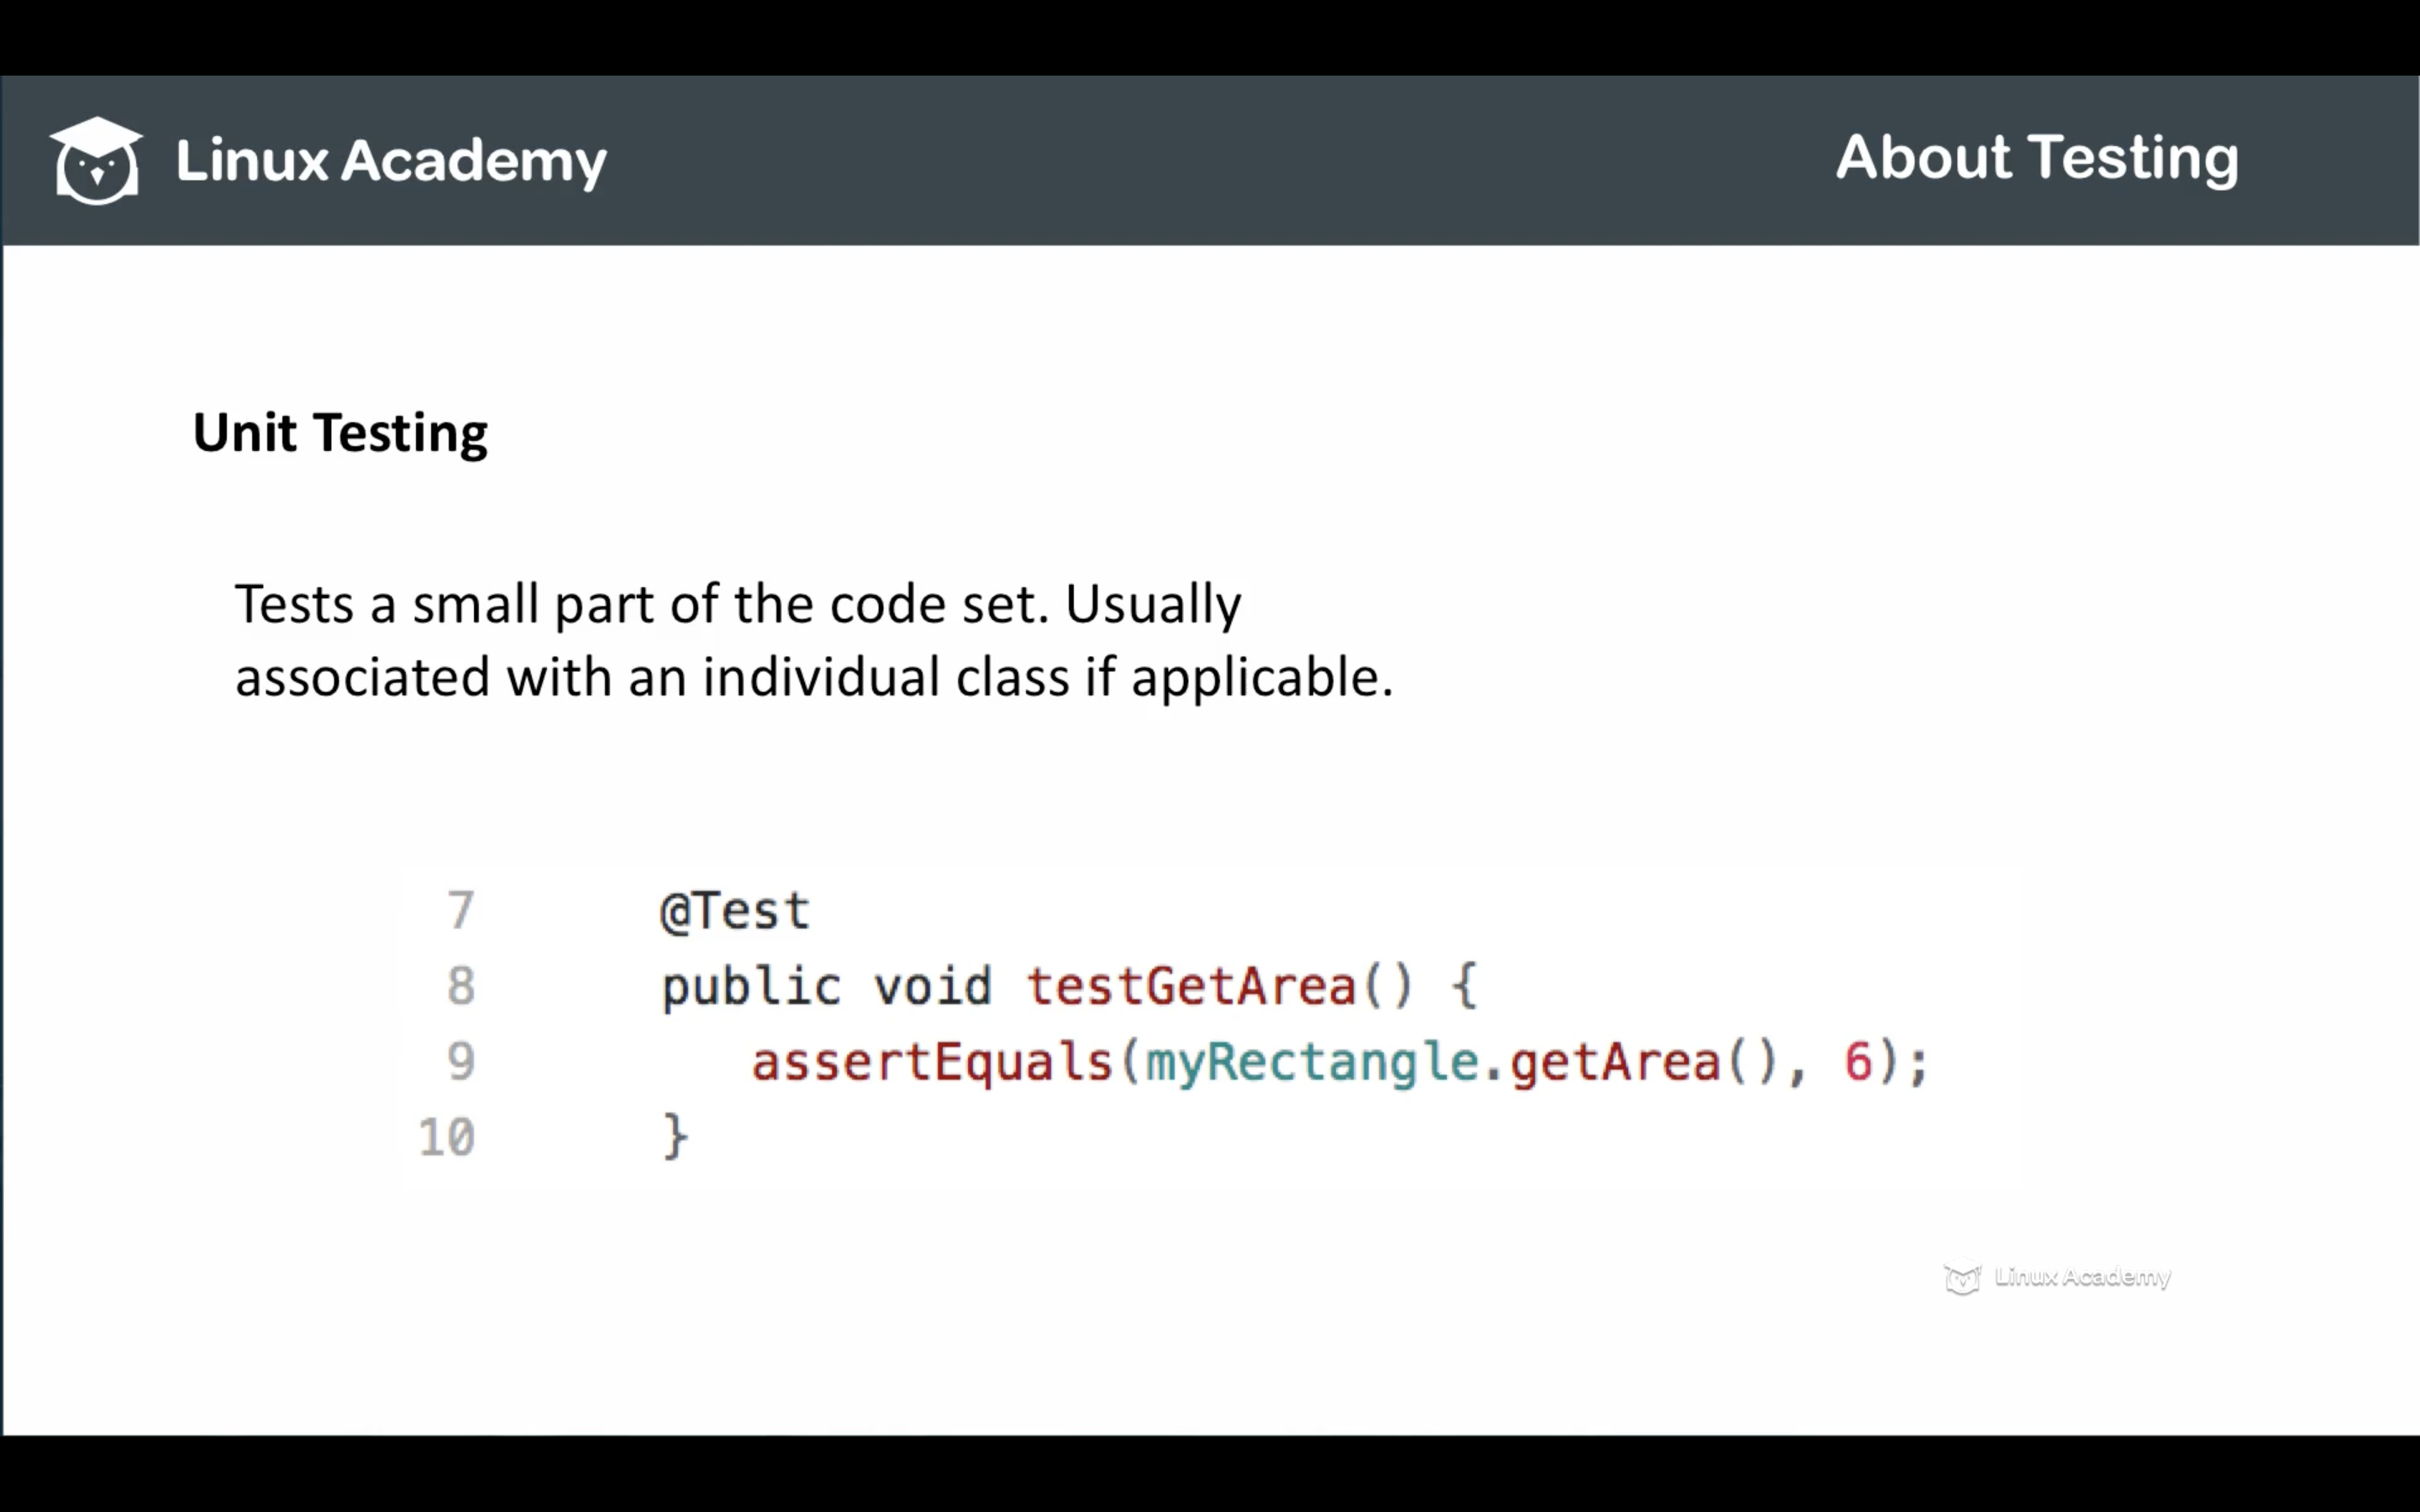 Linux Academy
About Testing
Unit Testing
Tests a small part of the code set. Usually
associated with an individual class if applicable.
7 @Test
8 public void testGetArea() {
9 assertEquals(myRectangle.getArea(), 6);
10 }
Linux Academy